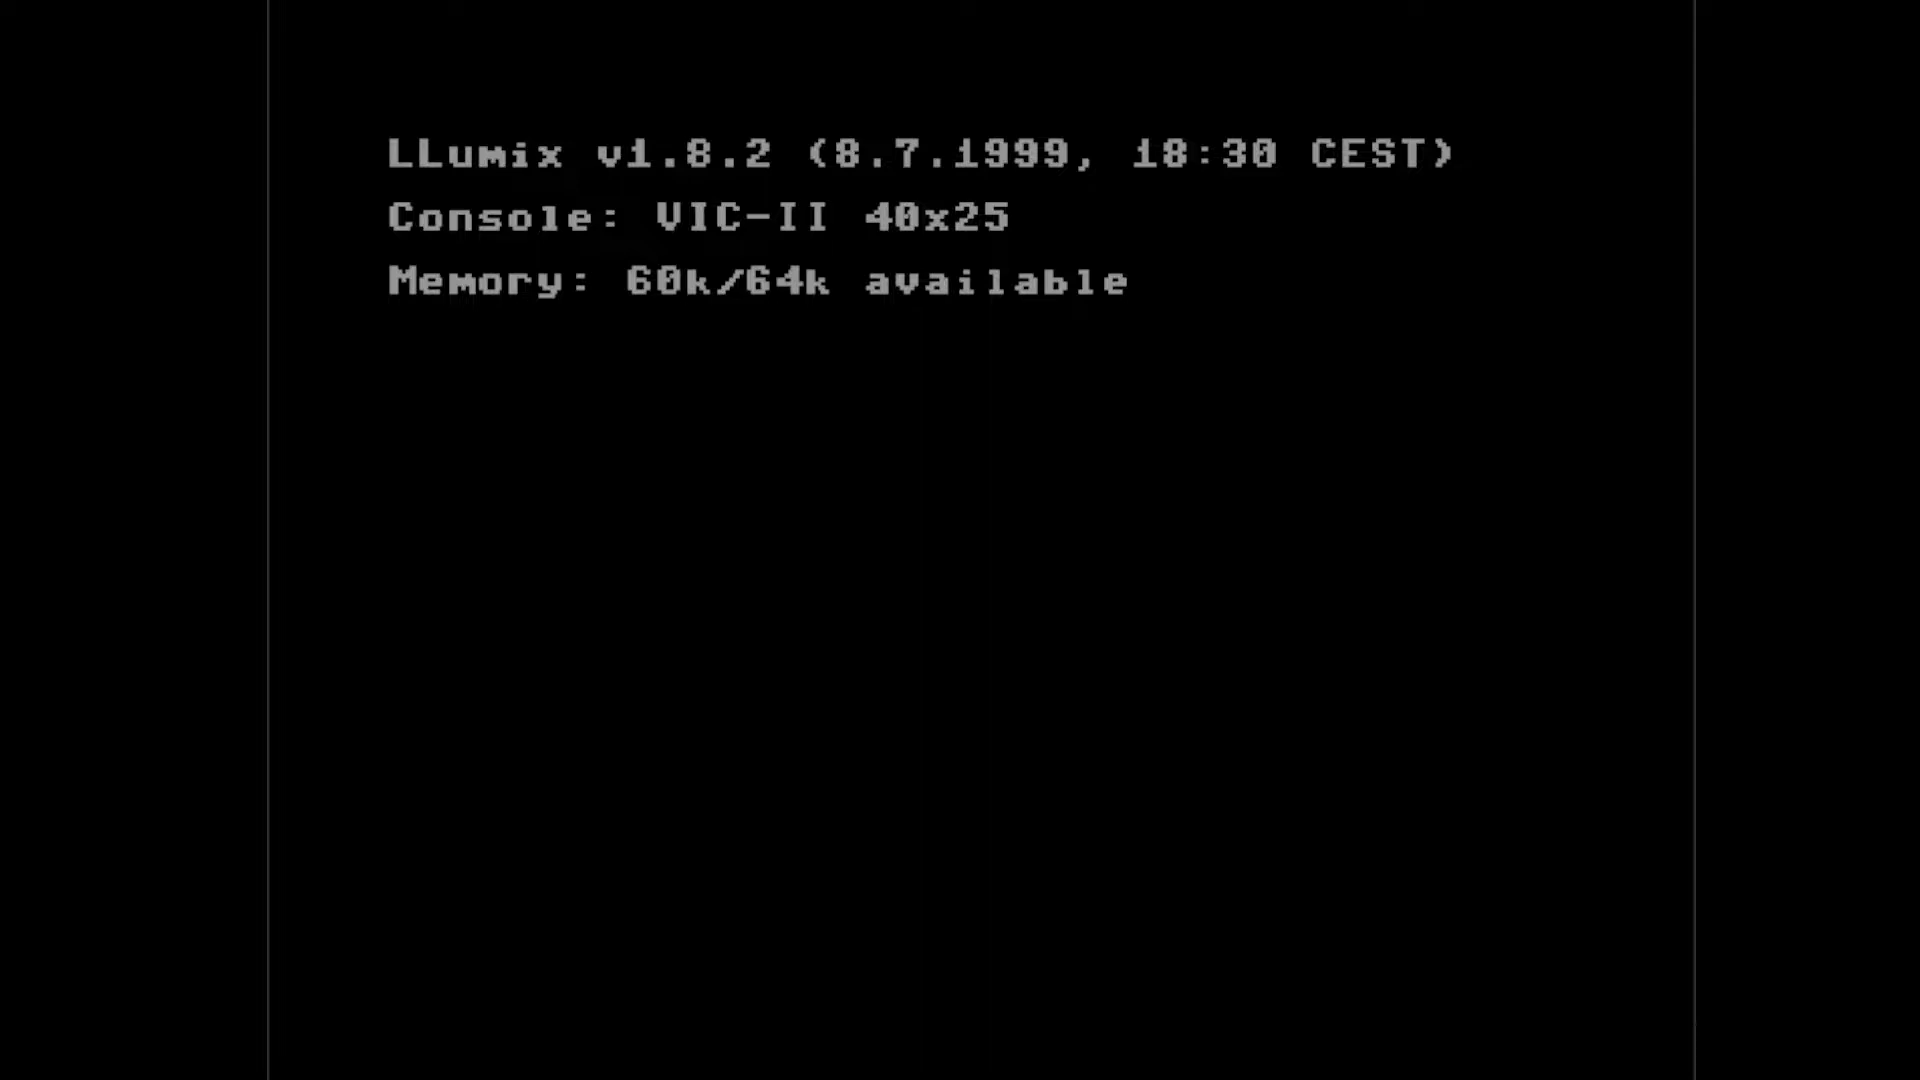 LLumix v1.8.2 (8.7.1999, 18:30 CEST)
Console: VIC-II 40x25
Memory: 60k/64k available